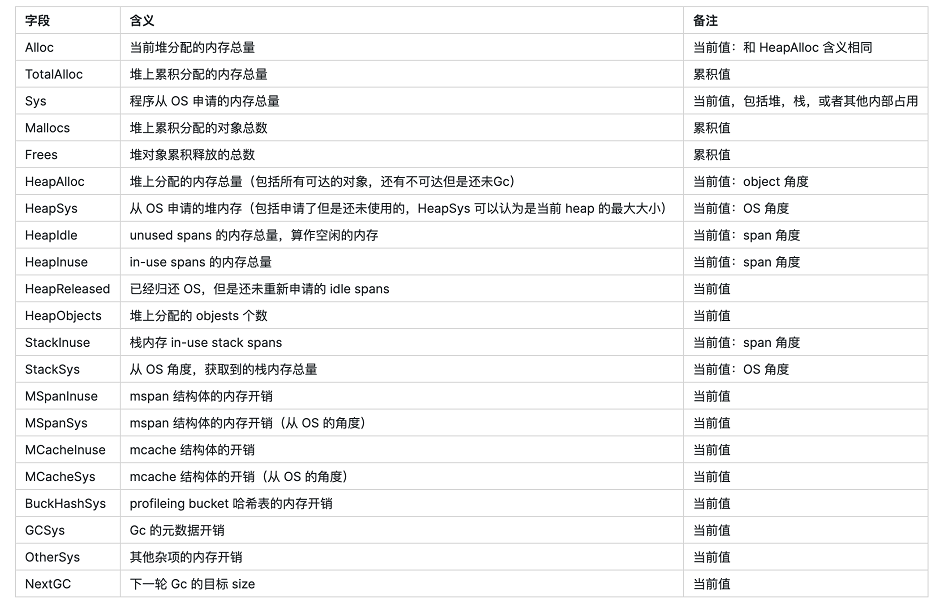 字段 含义 备注
Alloc 当前堆分配的内存总量 当前值：和 HeapAlloc 含义相同
TotalAlloc 堆上累积分配的内存总量 累积值
Sys 程序从 OS 申请的内存总量 当前值，包括堆，栈，或者其他内部占用
Mallocs 堆上累积分配的对象总数 累积值
Frees 堆对象累积释放的总数 累积值
HeapAlloc 堆上分配的内存总量（包括所有可达的对象，还有不可达但是还未Gc） 当前值：object 角度
HeapSys 从 OS 申请的堆内存（包括申请了但是还未使用的，HeapSys 可以认为是当前 heap 的最大大小） 当前值：OS 角度
HeapIdle unused spans 的内存总量，算作空闲的内存 当前值：span 角度
HeapInuse in-use spans 的内存总量 当前值：span 角度
HeapReleased 已经归还 OS，但是还未重新申请的 idle spans 当前值
HeapObjects 堆上分配的 objests 个数 当前值
StackInuse 栈内存 in-use stack spans 当前值：span 角度
StackSys 从 OS 角度，获取到的栈内存总量 当前值：OS 角度
MSpanInuse mspan 结构体的内存开销 当前值
MSpanSys mspan 结构体的内存开销（从 OS 的角度） 当前值
MCacheInuse mcache 结构体的开销 当前值
MCacheSys mcache 结构体的开销（从 OS 的角度） 当前值
BuckHashSys profileing bucket 哈希表的内存开销 当前值
GCSys Gc 的元数据开销 当前值
OtherSys 其他杂项的内存开销 当前值
NextGC 下一轮 Gc 的目标 size 当前值